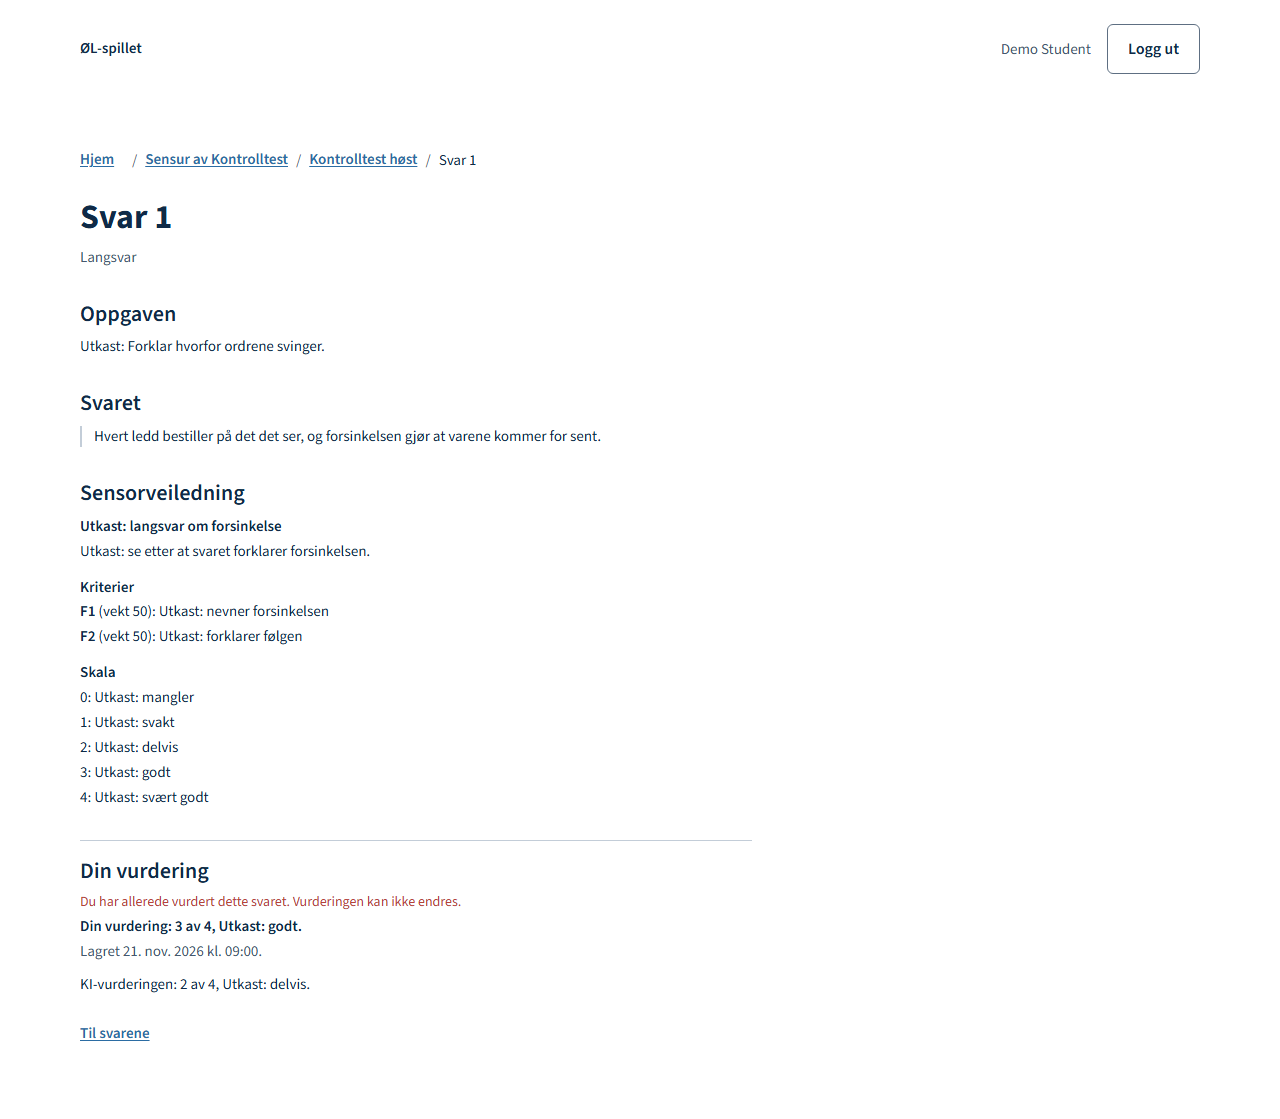 ØL-spillet
Demo Student
Logg ut
Hjem / Sensur av Kontrolltest / Kontrolltest høst / Svar 1
Svar 1
Langsvar
Oppgaven
Utkast: Forklar hvorfor ordrene svinger.
Svaret
Hvert ledd bestiller på det det ser, og forsinkelsen gjør at varene kommer for sent.
Sensorveiledning
Utkast: langsvar om forsinkelse
Utkast: se etter at svaret forklarer forsinkelsen.
Kriterier
F1 (vekt 50): Utkast: nevner forsinkelsen
F2 (vekt 50): Utkast: forklarer følgen
Skala
0: Utkast: mangler
1: Utkast: svakt
2: Utkast: delvis
3: Utkast: godt
4: Utkast: svært godt
Din vurdering
Du har allerede vurdert dette svaret. Vurderingen kan ikke endres.
Din vurdering: 3 av 4, Utkast: godt.
Lagret 21. nov. 2026 kl. 09:00.
KI-vurderingen: 2 av 4, Utkast: delvis.
Til svarene